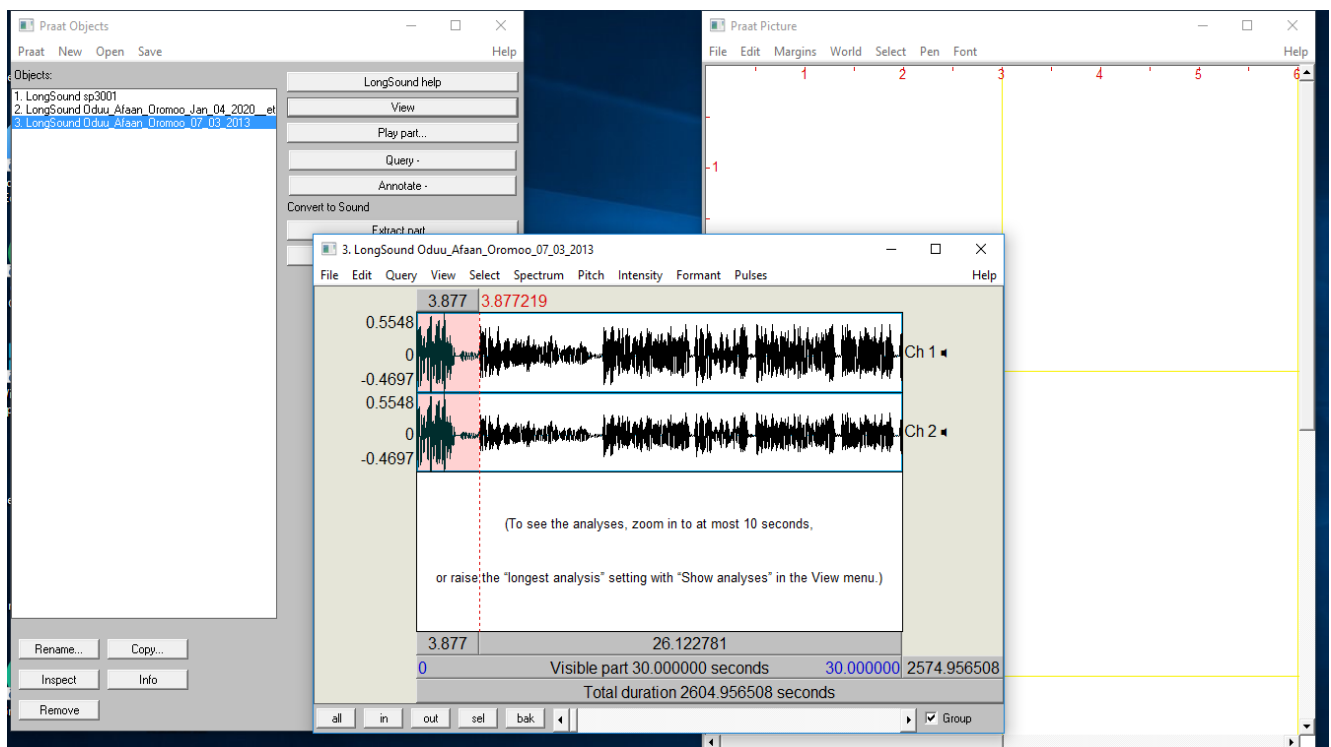 Praat Objects
Praat New Open Save Help
Objects:
1. LongSound sp3001
2. LongSound Oduu_Afaan_Oromoo_Jan_04_2020__et
3. LongSound Oduu_Afaan_Oromoo_07_03_2013
LongSound help
View
Play part...
Query -
Annotate -
Convert to Sound
Extract part
Rename...
Copy...
Inspect
Info
Remove
Praat Picture
File Edit Margins World Select Pen Font Help
1 2 3 4 5 6
1
3. LongSound Oduu_Afaan_Oromoo_07_03_2013
File Edit Query View Select Spectrum Pitch Intensity Formant Pulses Help
3.877 3.877219
0.5548
0 Ch 1
-0.4697
0.5548
0 Ch 2
-0.4697
(To see the analyses, zoom in to at most 10 seconds,
or raise the “longest analysis” setting with “Show analyses” in the View menu.)
3.877 26.122781
0 Visible part 30.000000 seconds 30.000000 2574.956508
Total duration 2604.956508 seconds
all in out sel bak Group